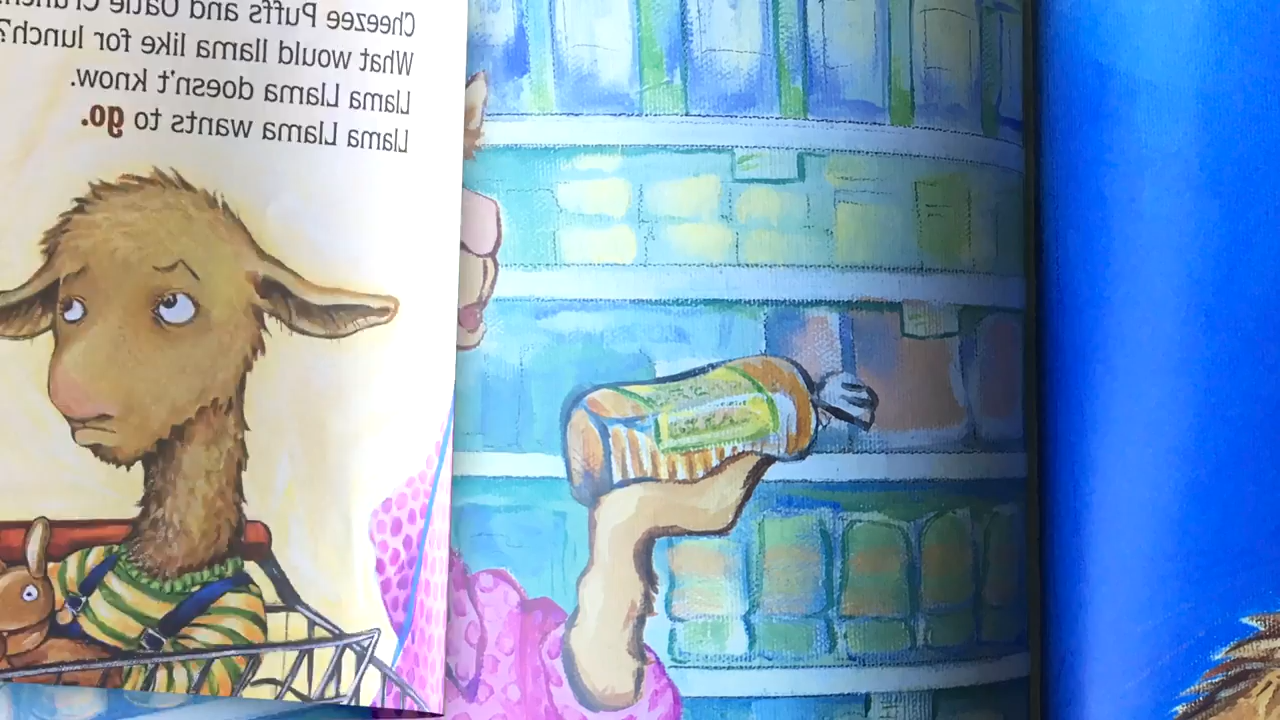 Cheezee Puffs and Oatie Crunch
What would llama like for lunch?
Llama Llama doesn't know.
Llama Llama wants to go.